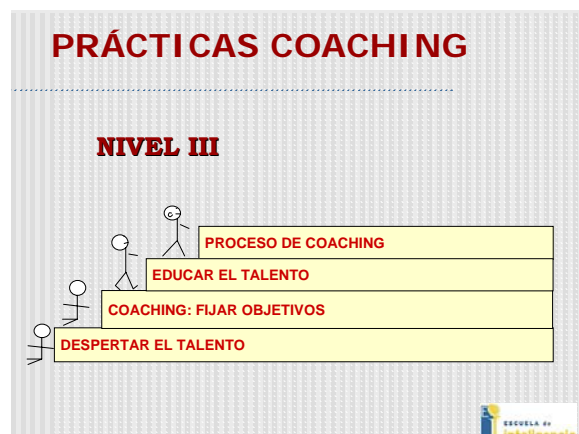 PRÁCTICAS COACHING
NIVEL III
PROCESO DE COACHING
EDUCAR EL TALENTO
COACHING: FIJAR OBJETIVOS
DESPERTAR EL TALENTO
ESCUELA de